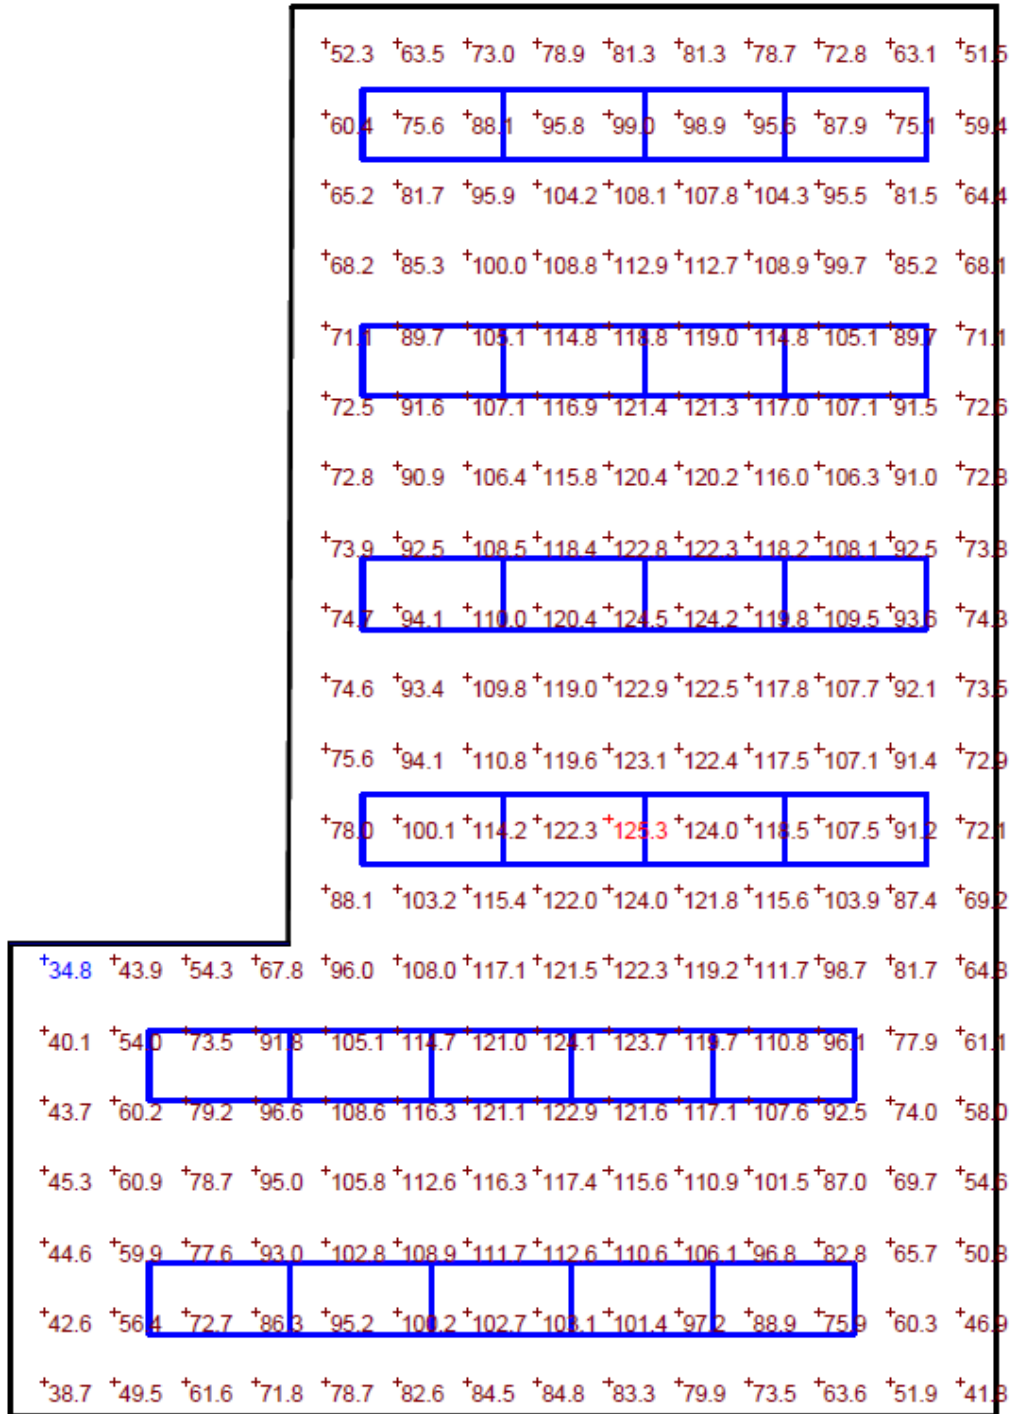 +52.3 +63.5 +73.0 +78.9 +81.3 +81.3 +78.7 +72.8 +63.1 +51.5
+60.4 +75.6 +88.1 +95.8 +99.0 +98.9 +95.6 +87.9 +75.1 +59.4
+65.2 +81.7 +95.9 +104.2 +108.1 +107.8 +104.3 +95.5 +81.5 +64.4
+68.2 +85.3 +100.0 +108.8 +112.9 +112.7 +108.9 +99.7 +85.2 +68.1
+71.1 +89.7 +105.1 +114.8 +118.8 +119.0 +114.8 +105.1 +89.7 +71.1
+72.5 +91.6 +107.1 +116.9 +121.4 +121.3 +117.0 +107.1 +91.5 +72.6
+72.8 +90.9 +106.4 +115.8 +120.4 +120.2 +116.0 +106.3 +91.0 +72.8
+73.9 +92.5 +108.5 +118.4 +122.8 +122.3 +118.2 +108.1 +92.5 +73.8
+74.7 +94.1 +110.0 +120.4 +124.5 +124.2 +119.8 +109.5 +93.6 +74.3
+74.6 +93.4 +109.8 +119.0 +122.9 +122.5 +117.8 +107.7 +92.1 +73.5
+75.6 +94.1 +110.8 +119.6 +123.1 +122.4 +117.5 +107.1 +91.4 +72.9
+78.0 +100.1 +114.2 +122.3 +125.3 +124.0 +118.5 +107.5 +91.2 +72.1
+88.1 +103.2 +115.4 +122.0 +124.0 +121.8 +115.6 +103.9 +87.4 +69.2
+34.8 +43.9 +54.3 +67.8 +96.0 +108.0 +117.1 +121.5 +122.3 +119.2 +111.7 +98.7 +81.7 +64.8
+40.1 +54.0 +73.5 +91.8 +105.1 +114.7 +121.0 +124.1 +123.7 +119.7 +110.8 +96.1 +77.9 +61.1
+43.7 +60.2 +79.2 +96.6 +108.6 +116.3 +121.1 +122.9 +121.6 +117.1 +107.6 +92.5 +74.0 +58.0
+45.3 +60.9 +78.7 +95.0 +105.8 +112.6 +116.3 +117.4 +115.6 +110.9 +101.5 +87.0 +69.7 +54.6
+44.6 +59.9 +77.6 +93.0 +102.8 +108.9 +111.7 +112.6 +110.6 +106.1 +96.8 +82.8 +65.7 +50.8
+42.6 +56.4 +72.7 +86.3 +95.2 +100.2 +102.7 +103.1 +101.4 +97.2 +88.9 +75.9 +60.3 +46.9
+38.7 +49.5 +61.6 +71.8 +78.7 +82.6 +84.5 +84.8 +83.3 +79.9 +73.5 +63.6 +51.9 +41.8